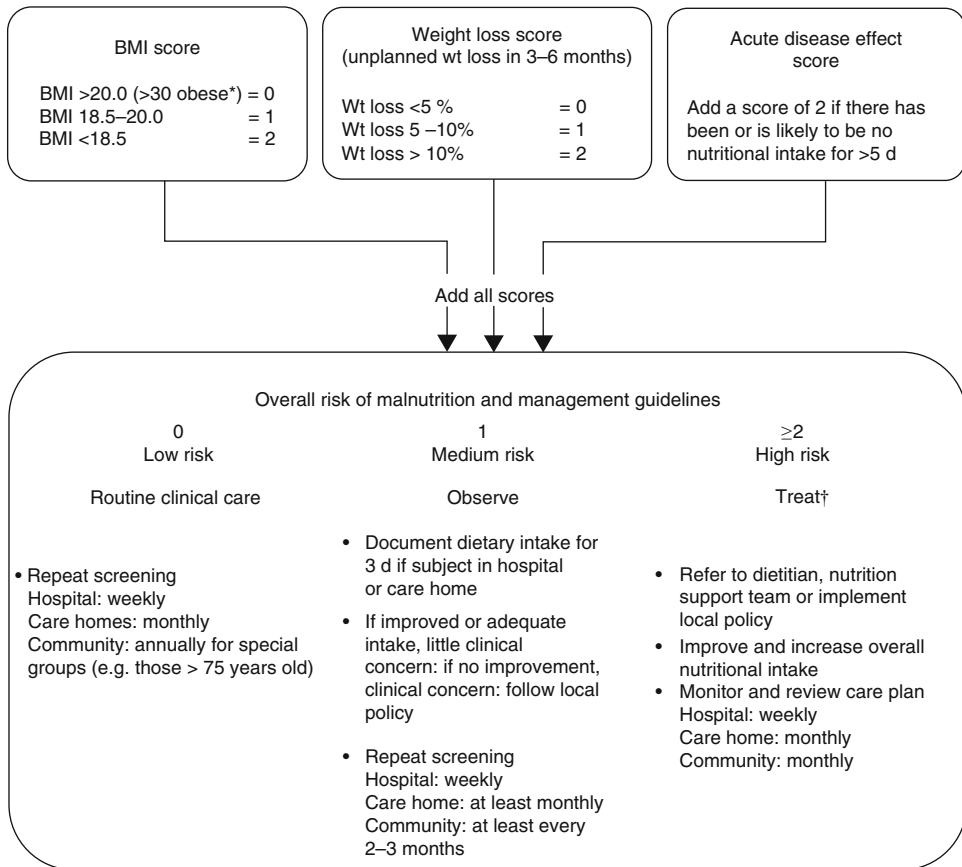 BMI score
BMI >20.0 (>30 obese*) = 0
BMI 18.5–20.0 = 1
BMI <18.5 = 2
Weight loss score
(unplanned wt loss in 3–6 months)
Wt loss <5 % = 0
Wt loss 5 –10% = 1
Wt loss > 10% = 2
Acute disease effect
score
Add a score of 2 if there has
been or is likely to be no
nutritional intake for >5 d
Add all scores
Overall risk of malnutrition and management guidelines
0
Low risk
Routine clinical care
• Repeat screening
Hospital: weekly
Care homes: monthly
Community: annually for special
groups (e.g. those > 75 years old)
1
Medium risk
Observe
• Document dietary intake for
3 d if subject in hospital
or care home
• If improved or adequate
intake, little clinical
concern: if no improvement,
clinical concern: follow local
policy
• Repeat screening
Hospital: weekly
Care home: at least monthly
Community: at least every
2–3 months
≥2
High risk
Treat†
• Refer to dietitian, nutrition
support team or implement
local policy
• Improve and increase overall
nutritional intake
• Monitor and review care plan
Hospital: weekly
Care home: monthly
Community: monthly